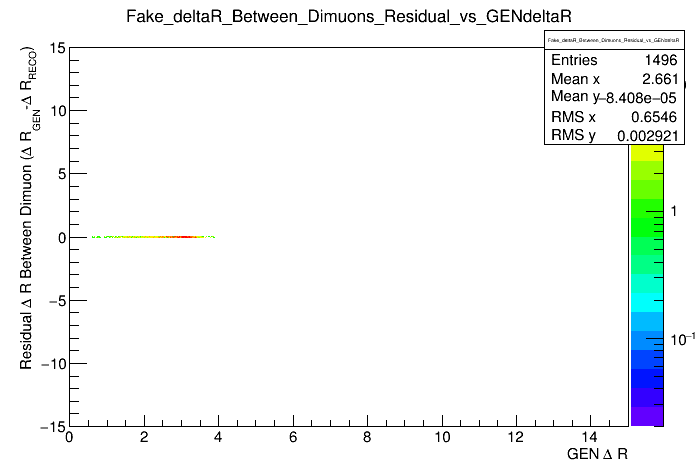 Fake_deltaR_Between_Dimuons_Residual_vs_GENdeltaR
Fake_deltaR_Between_Dimuons_Residual_vs_GENdeltaR
Entries 1496
Mean x 2.661
Mean y −8.408e−05
RMS x 0.6546
RMS y 0.002921
Residual Δ R Between Dimuon (Δ R_GEN-Δ R_RECO)
15
10
5
0
−5
−10
−15
0 2 4 6 8 10 12 14
GEN Δ R
1
10⁻¹